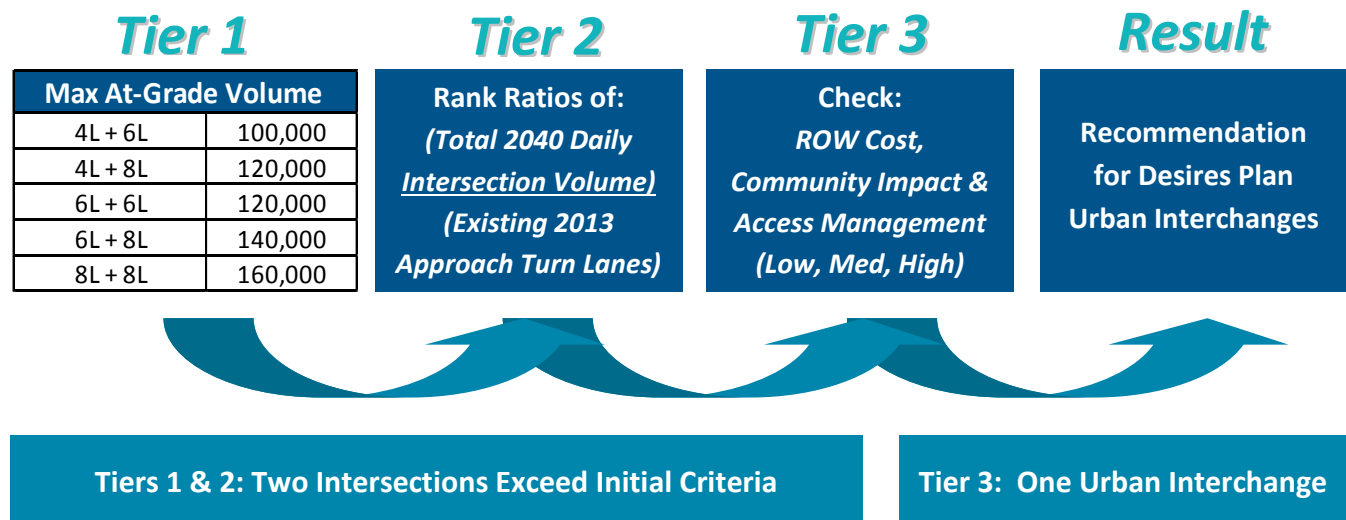 Tier 1
Tier 2
Tier 3
Result
Max At-Grade Volume
4L + 6L 100,000
4L + 8L 120,000
6L + 6L 120,000
6L + 8L 140,000
8L + 8L 160,000
Rank Ratios of:
(Total 2040 Daily
Intersection Volume)
(Existing 2013
Approach Turn Lanes)
Check:
ROW Cost,
Community Impact &
Access Management
(Low, Med, High)
Recommendation
for Desires Plan
Urban Interchanges
Tiers 1 & 2: Two Intersections Exceed Initial Criteria
Tier 3: One Urban Interchange